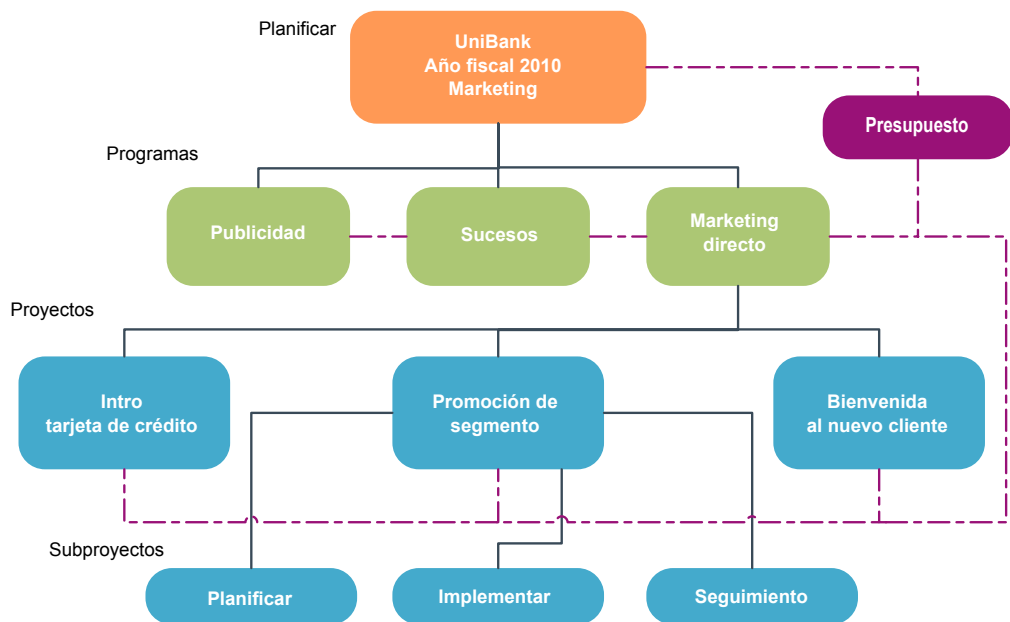 Planificar
UniBank
Año fiscal 2010
Marketing
Presupuesto
Programas
Publicidad
Sucesos
Marketing
directo
Proyectos
Intro
tarjeta de crédito
Promoción de
segmento
Bienvenida
al nuevo cliente
Subproyectos
Planificar
Implementar
Seguimiento